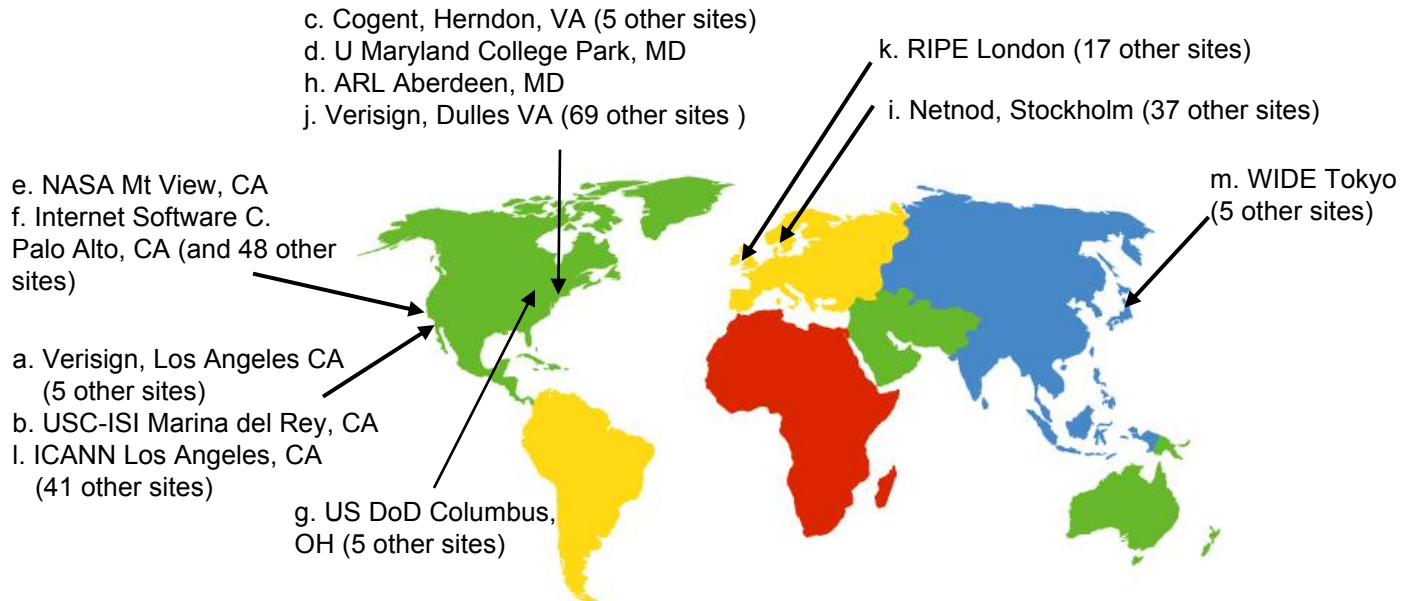 c. Cogent, Herndon, VA (5 other sites)
d. U Maryland College Park, MD
h. ARL Aberdeen, MD
j. Verisign, Dulles VA (69 other sites )
k. RIPE London (17 other sites)
i. Netnod, Stockholm (37 other sites)
m. WIDE Tokyo
(5 other sites)
e. NASA Mt View, CA
f. Internet Software C.
Palo Alto, CA (and 48 other
sites)
a. Verisign, Los Angeles CA
(5 other sites)
b. USC-ISI Marina del Rey, CA
l. ICANN Los Angeles, CA
(41 other sites)
g. US DoD Columbus,
OH (5 other sites)